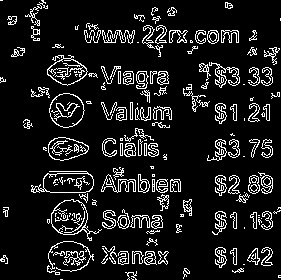 www.22rx.com
Viagra $3.33
Valium $1.21
Cialis $3.75
Ambien $2.89
Soma $1.13
Xanax $1.42